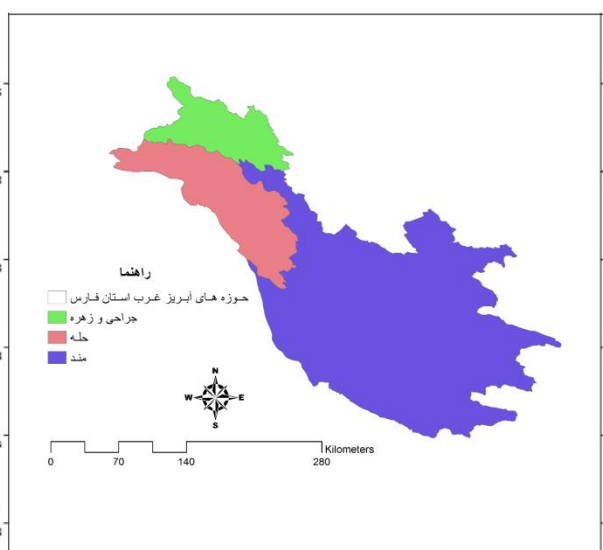 راهنما
حوزه های آبریز غرب استان فارس
جراحی و زهره
حله
مند
N
W E
S
Kilometers
0 70 140 280